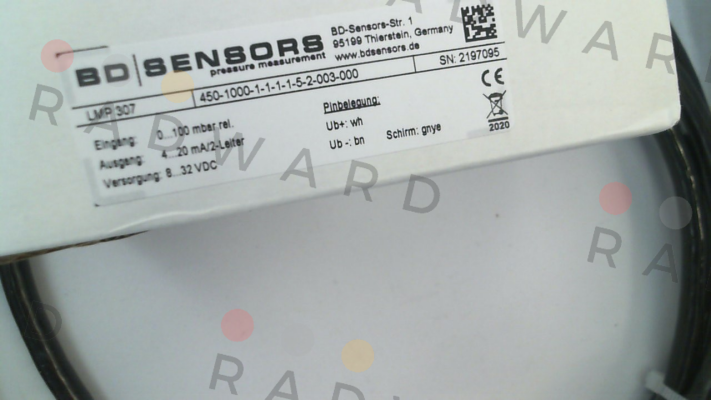 BD|SENSORS
pressure measurement
BD-Sensors-Str. 1
95199 Thierstein, Germany
www.bdsensors.de
LMP 307
450-1000-1-1-1-1-5-2-003-000
SN: 2197095
Eingang: 0...100 mbar rel.
Ausgang: 4...20 mA/2-Leiter
Versorgung: 8...32 VDC
Pinbelegung:
Ub+: wh
Ub -: bn
Schirm: gnye
CE
2020
RADWARD
RADWARD
RA
RADWARD